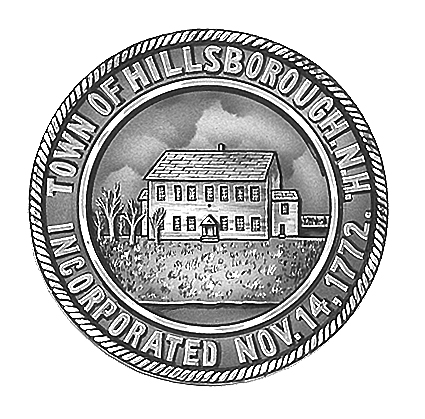 TOWN OF HILLSBOROUGH, N.H.
INCORPORATED NOV. 14, 1772.